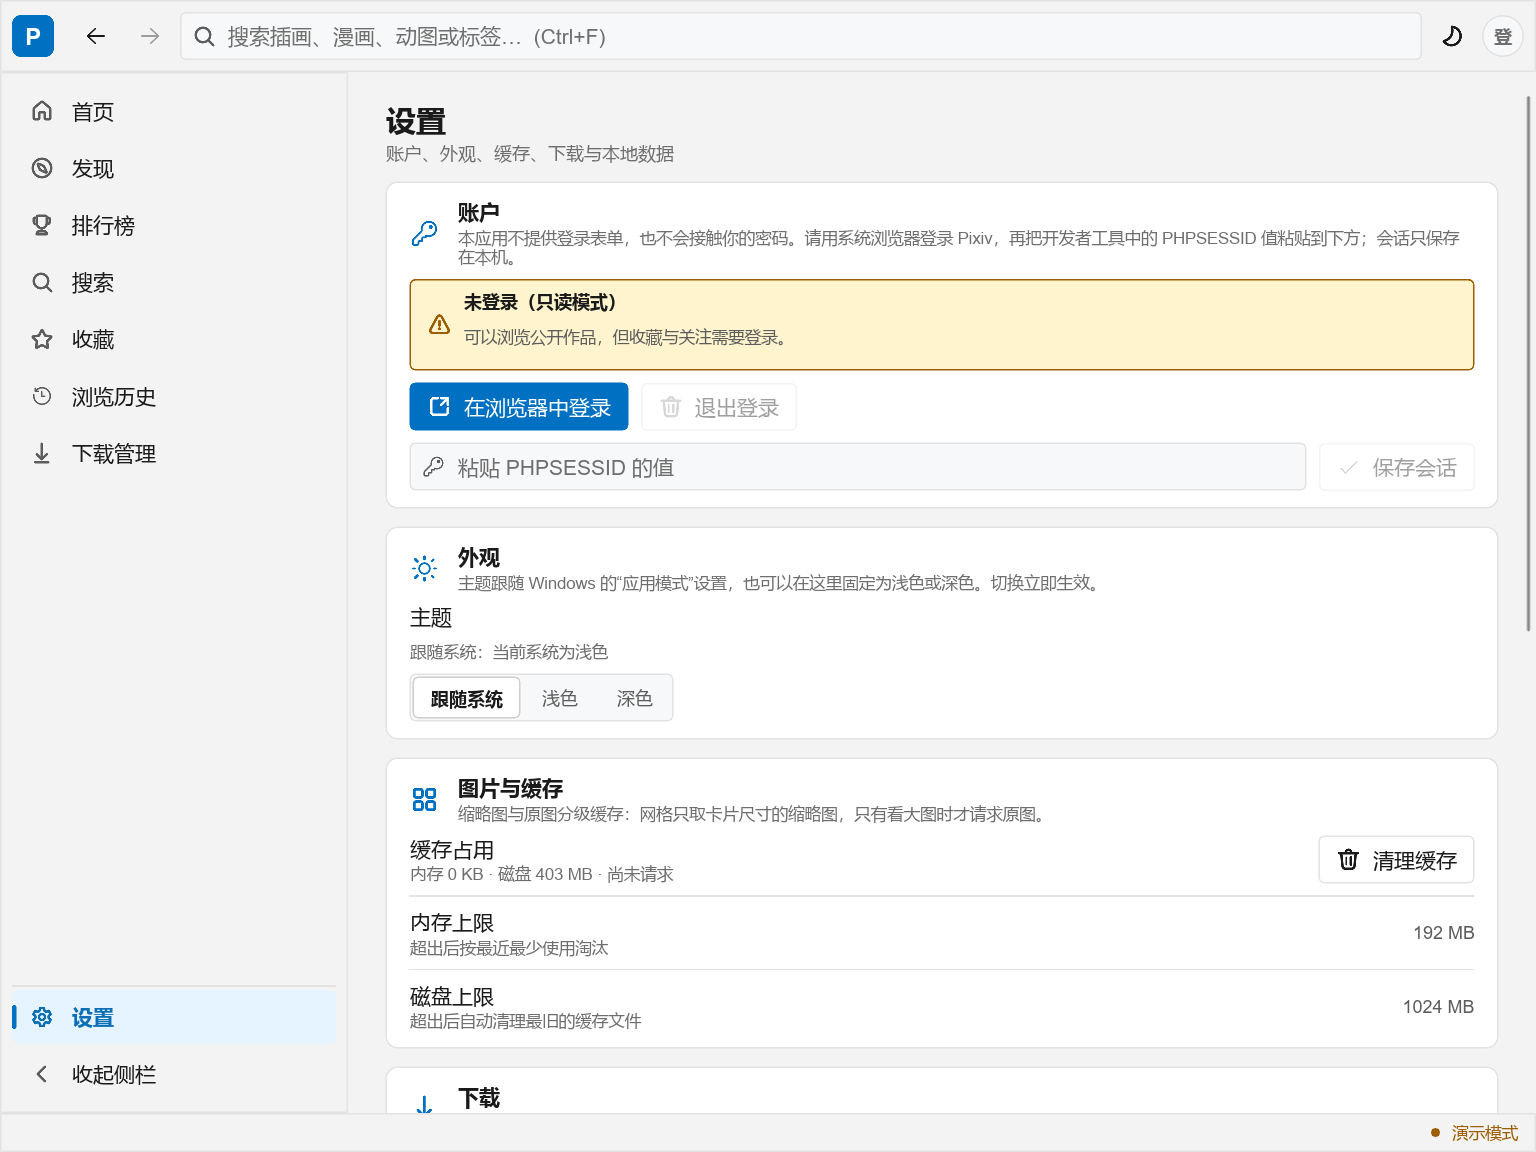 P
搜索插画、漫画、动图或标签… (Ctrl+F)
登
首页
发现
排行榜
搜索
收藏
浏览历史
下载管理
设置
收起侧栏
设置
账户、外观、缓存、下载与本地数据
账户
本应用不提供登录表单，也不会接触你的密码。请用系统浏览器登录 Pixiv，再把开发者工具中的 PHPSESSID 值粘贴到下方；会话只保存
在本机。
未登录（只读模式）
可以浏览公开作品，但收藏与关注需要登录。
在浏览器中登录
退出登录
粘贴 PHPSESSID 的值
保存会话
外观
主题跟随 Windows 的“应用模式”设置，也可以在这里固定为浅色或深色。切换立即生效。
主题
跟随系统：当前系统为浅色
跟随系统
浅色
深色
图片与缓存
缩略图与原图分级缓存：网格只取卡片尺寸的缩略图，只有看大图时才请求原图。
缓存占用
内存 0 KB · 磁盘 403 MB · 尚未请求
清理缓存
内存上限
超出后按最近最少使用淘汰
192 MB
磁盘上限
超出后自动清理最旧的缓存文件
1024 MB
下载
演示模式